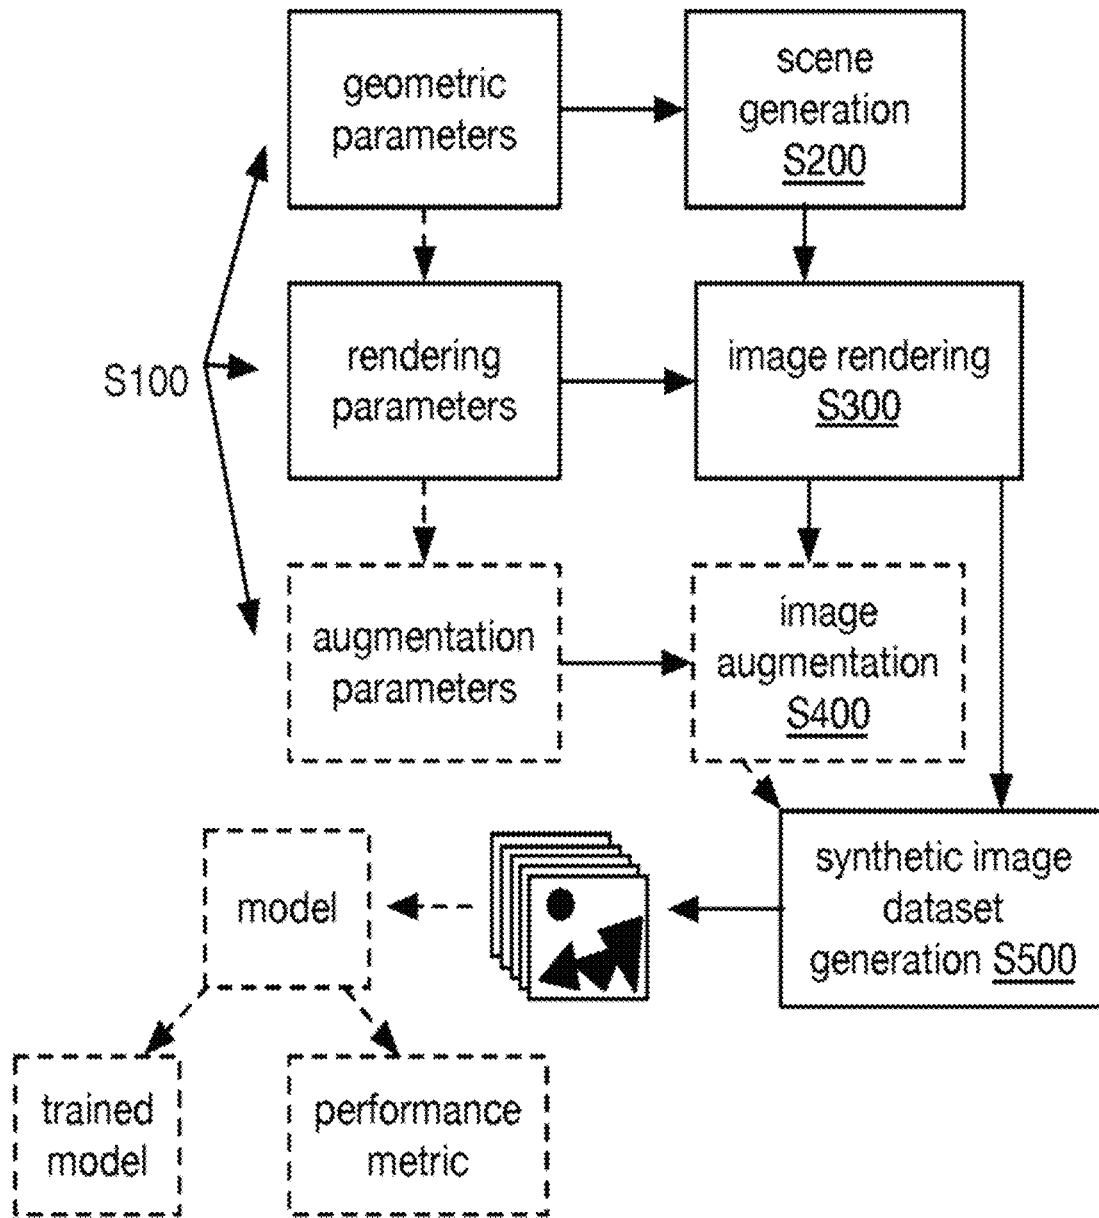 geometric
parameters
scene
generation
S200
S100
rendering
parameters
image rendering
S300
augmentation
parameters
image
augmentation
S400
model
synthetic image
dataset
generation S500
trained
model
performance
metric